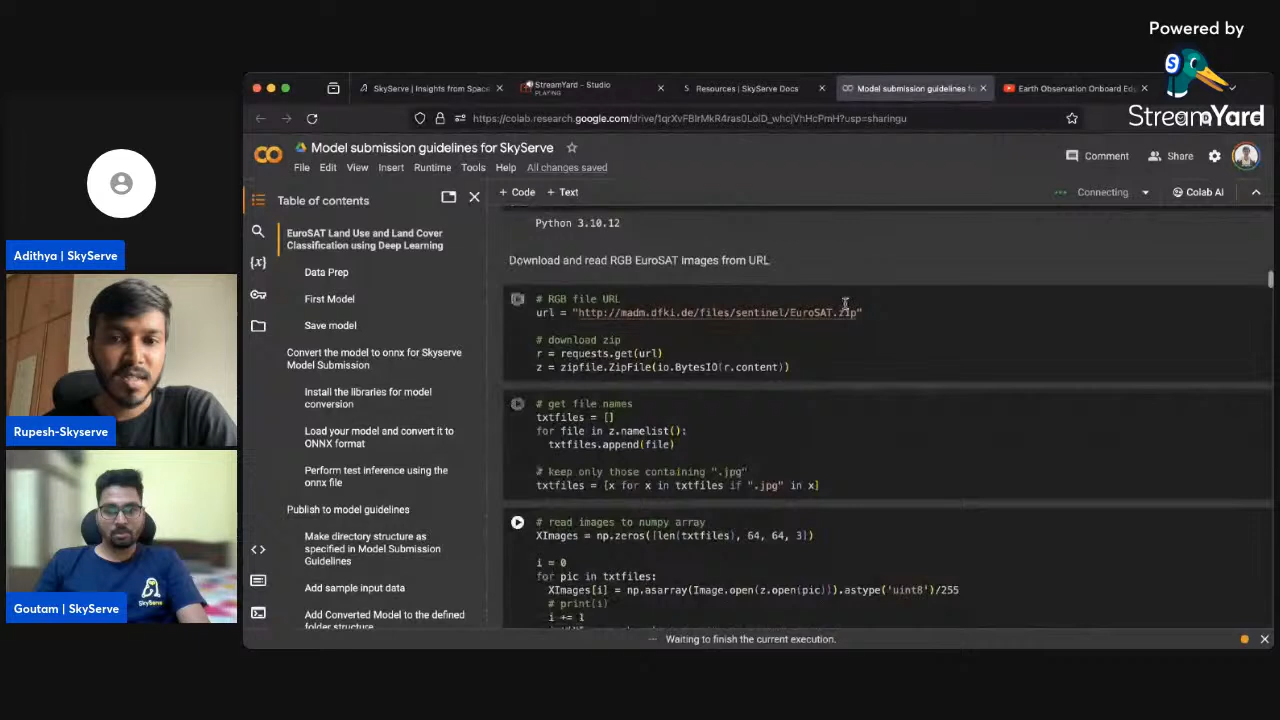 Powered by
StreamYard
SkyServe | Insights from Space
StreamYard - Studio
PLAYING
Resources | SkyServe Docs
Model submission guidelines fo
Earth Observation Onboard Ed
Model submission guidelines for SkyServe
File Edit View Insert Runtime Tools Help All changes saved
Comment Share Colab AI
Table of contents
+ Code + Text
Connecting
EuroSAT Land Use and Land Cover
Classification using Deep Learning
Data Prep
First Model
Save model
Convert the model to onnx for Skyserve
Model Submission
Install the libraries for model
conversion
Load your model and convert it to
ONNX format
Perform test inference using the
onnx file
Publish to model guidelines
Make directory structure as
specified in Model Submission
Guidelines
Add sample input data
Add Converted Model to the defined
folder structure
Python 3.10.12
Download and read RGB EuroSAT images from URL
# RGB file URL
url = "http://madm.dfki.de/files/sentinel/EuroSAT.zip"
# download zip
r = requests.get(url)
z = zipfile.ZipFile(io.BytesIO(r.content))
# get file names
txtfiles = []
for file in z.namelist():
txtfiles.append(file)
# keep only those containing ".jpg"
txtfiles = [x for x in txtfiles if ".jpg" in x]
# read images to numpy array
XImages = np.zeros([len(txtfiles), 64, 64, 3])
i = 0
for pic in txtfiles:
XImages[i] = np.asarray(Image.open(z.open(pic))).astype('uint8')/255
# print(i)
i += 1
Waiting to finish the current execution.
Adithya | SkyServe
Rupesh-Skyserve
SkyServe
Goutam | SkyServe